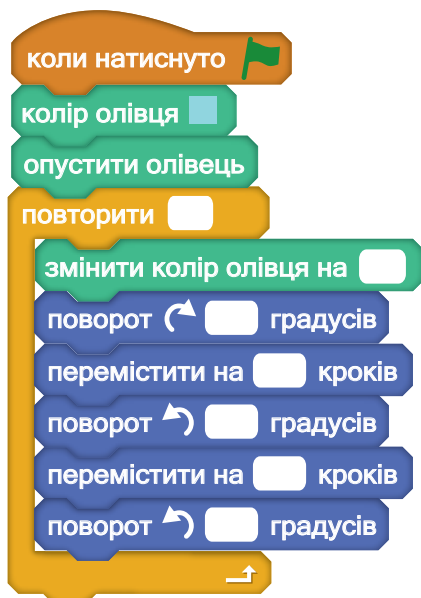 коли натиснуто
колір олівця
опустити олівець
повторити
змінити колір олівця на
поворот градусів
перемістити на кроків
поворот градусів
перемістити на кроків
поворот градусів